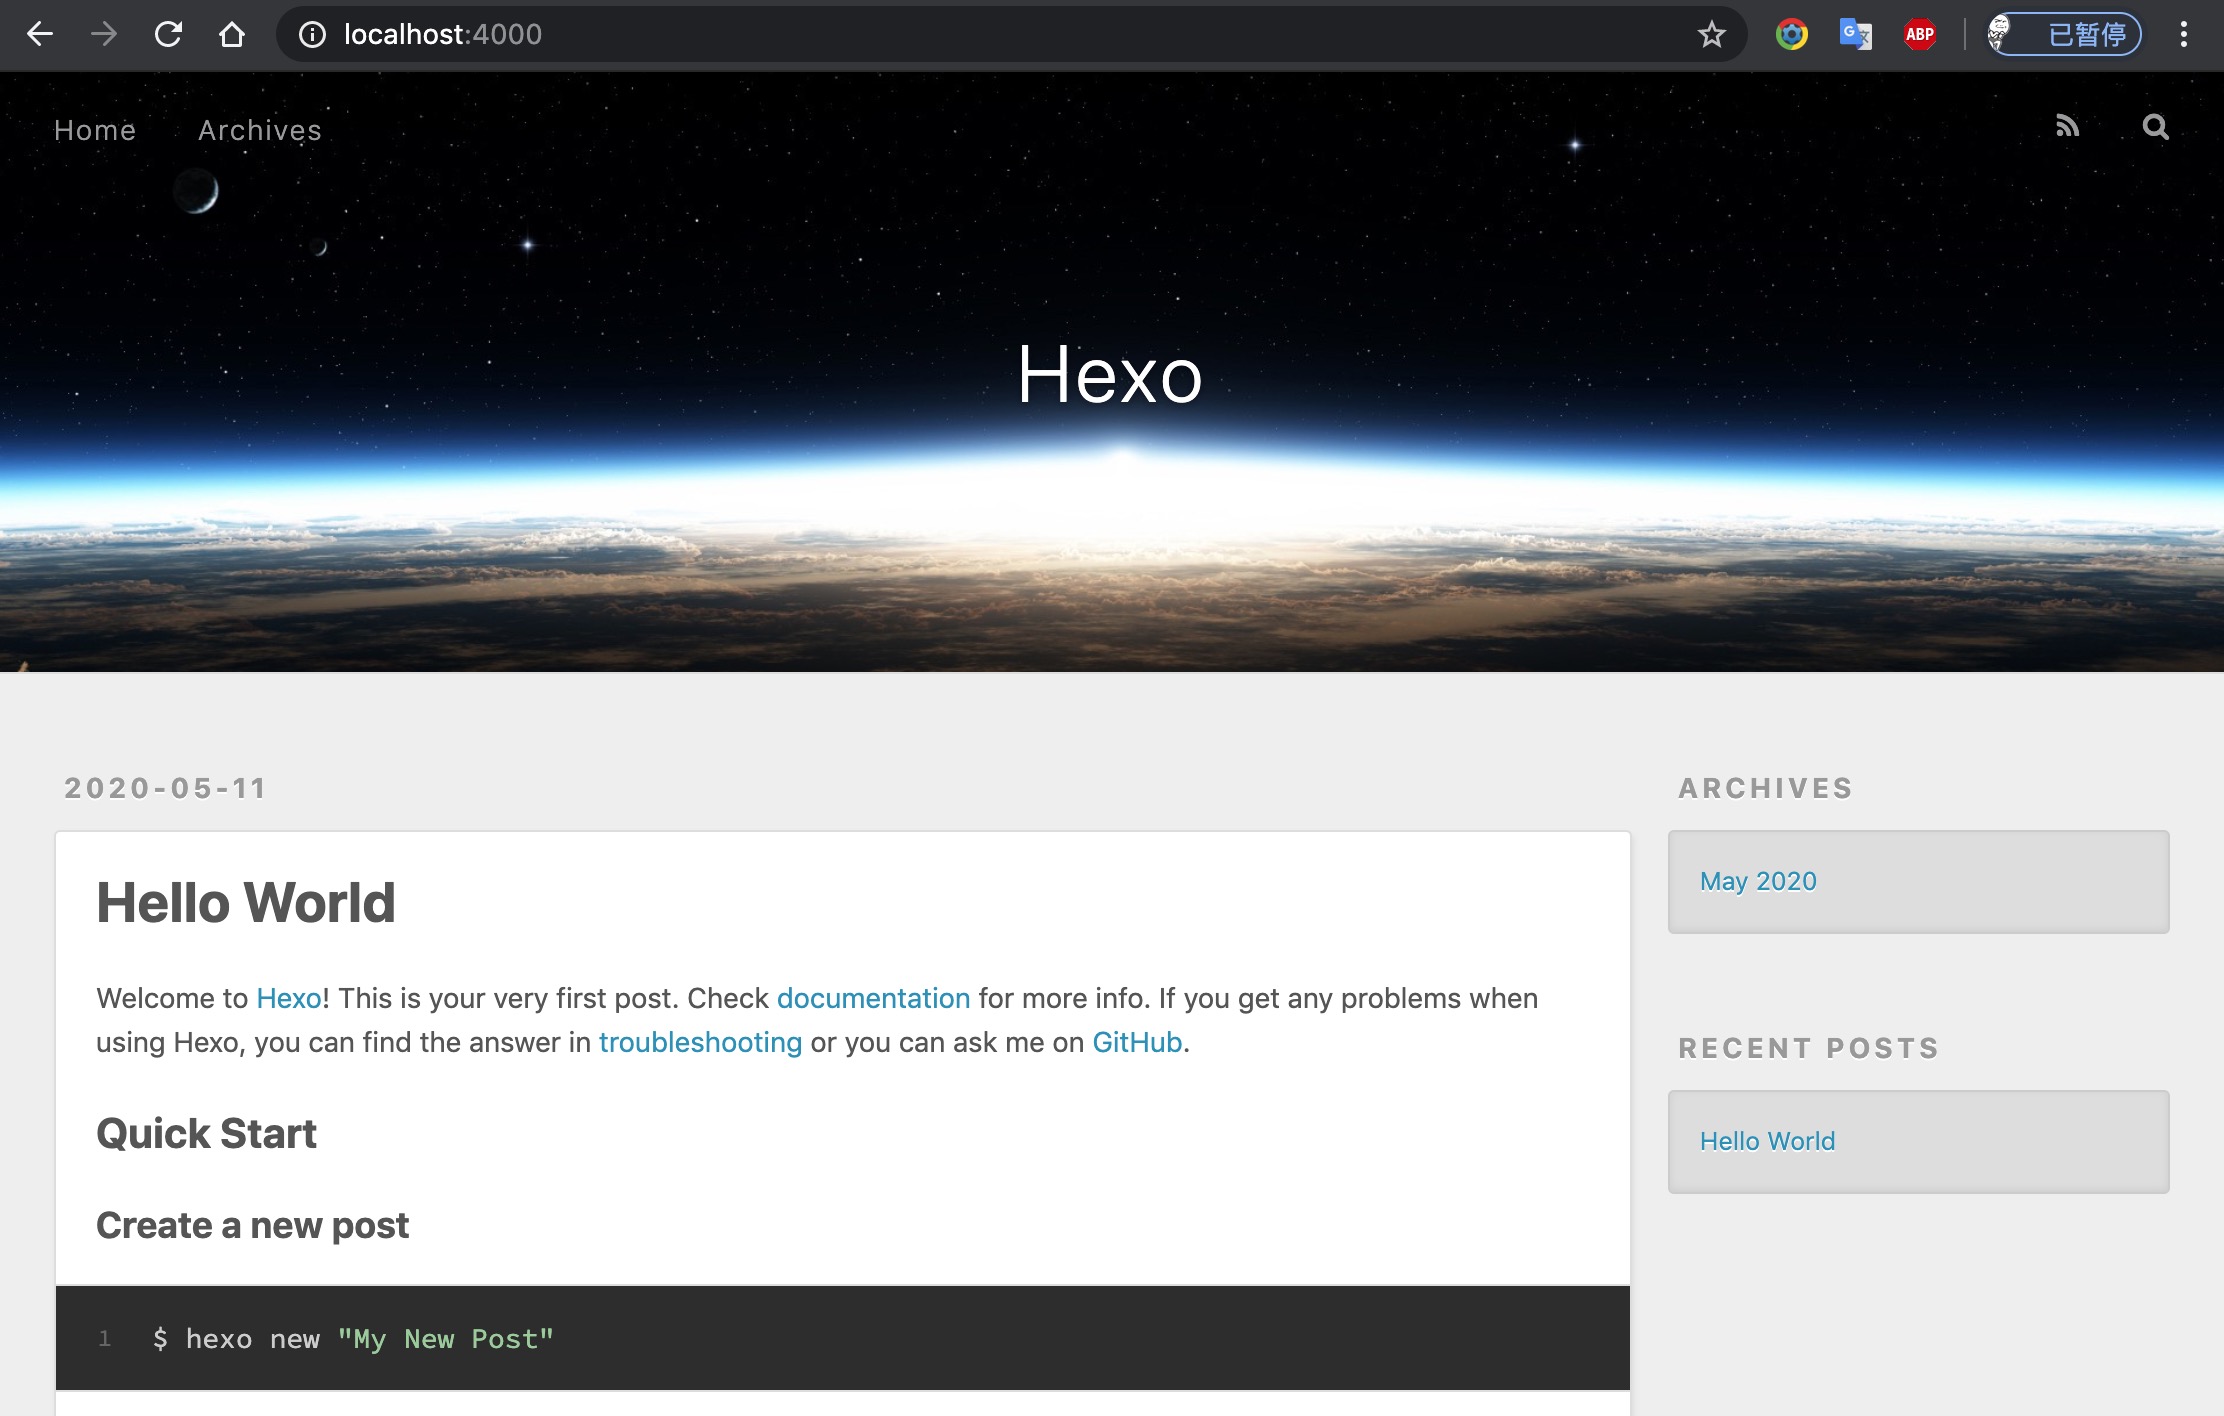 localhost:4000
ABP
已暂停
Home Archives
Hexo
2020-05-11
Hello World
Welcome to Hexo! This is your very first post. Check documentation for more info. If you get any problems when
using Hexo, you can find the answer in troubleshooting or you can ask me on GitHub.
Quick Start
Create a new post
1 $ hexo new "My New Post"
ARCHIVES
May 2020
RECENT POSTS
Hello World